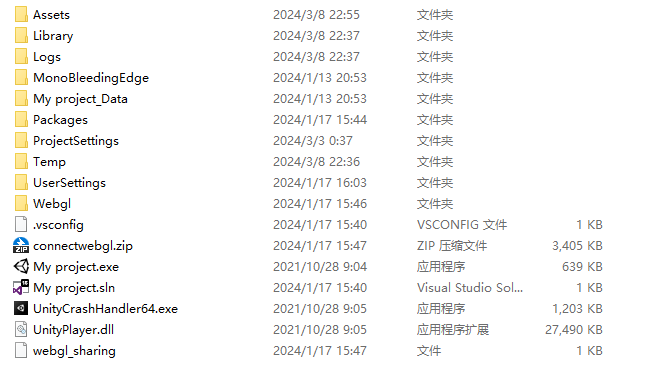 Assets 2024/3/8 22:55 文件夹
Library 2024/3/8 22:37 文件夹
Logs 2024/3/8 22:37 文件夹
MonoBleedingEdge 2024/1/13 20:53 文件夹
My project_Data 2024/1/13 20:53 文件夹
Packages 2024/1/17 15:44 文件夹
ProjectSettings 2024/3/3 0:37 文件夹
Temp 2024/3/8 22:36 文件夹
UserSettings 2024/1/17 16:03 文件夹
Webgl 2024/1/17 15:46 文件夹
.vsconfig 2024/1/17 15:40 VSCONFIG 文件 1 KB
connectwebgl.zip 2024/1/17 15:47 ZIP 压缩文件 3,405 KB
My project.exe 2021/10/28 9:04 应用程序 639 KB
My project.sln 2024/1/17 15:40 Visual Studio Sol... 1 KB
UnityCrashHandler64.exe 2021/10/28 9:05 应用程序 1,203 KB
UnityPlayer.dll 2021/10/28 9:05 应用程序扩展 27,490 KB
webgl_sharing 2024/1/17 15:47 文件 1 KB